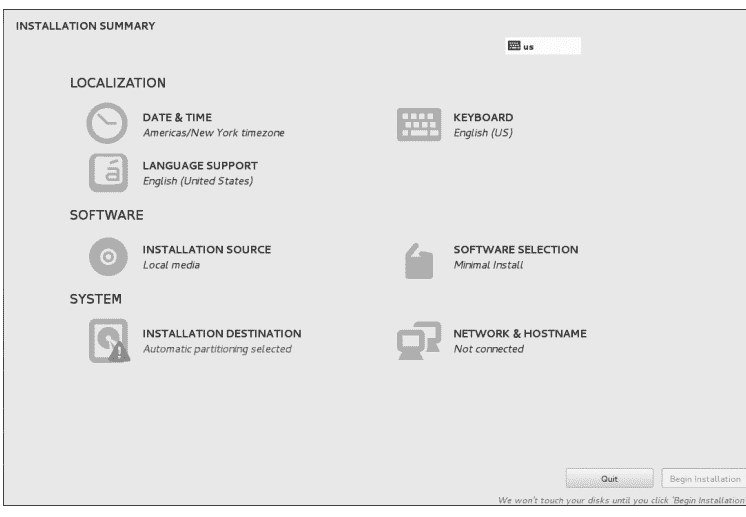 INSTALLATION SUMMARY
us
LOCALIZATION
DATE & TIME
Americas/New York timezone
KEYBOARD
English (US)
LANGUAGE SUPPORT
English (United States)
SOFTWARE
INSTALLATION SOURCE
Local media
SOFTWARE SELECTION
Minimal Install
SYSTEM
INSTALLATION DESTINATION
Automatic partitioning selected
NETWORK & HOSTNAME
Not connected
Quit
Begin Installation
We won't touch your disks until you click 'Begin Installation